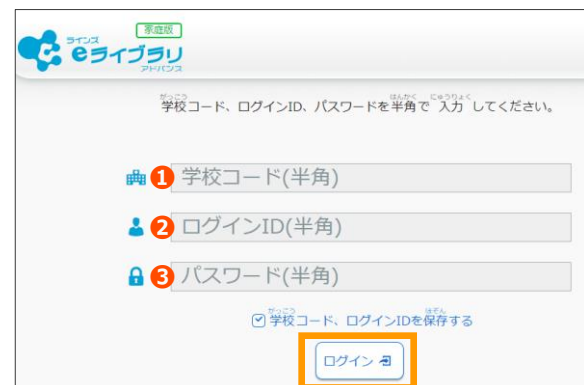 家庭版
ラインズ
eライブラリ
アドバンス
がっこう はんかく にゅうりょく
学校コード、ログインID、パスワードを半角で 入力 してください。
1 学校コード(半角)
2 ログインID(半角)
3 パスワード(半角)
がっこう ほぞん
学校コード、ログインIDを保存する
ログイン